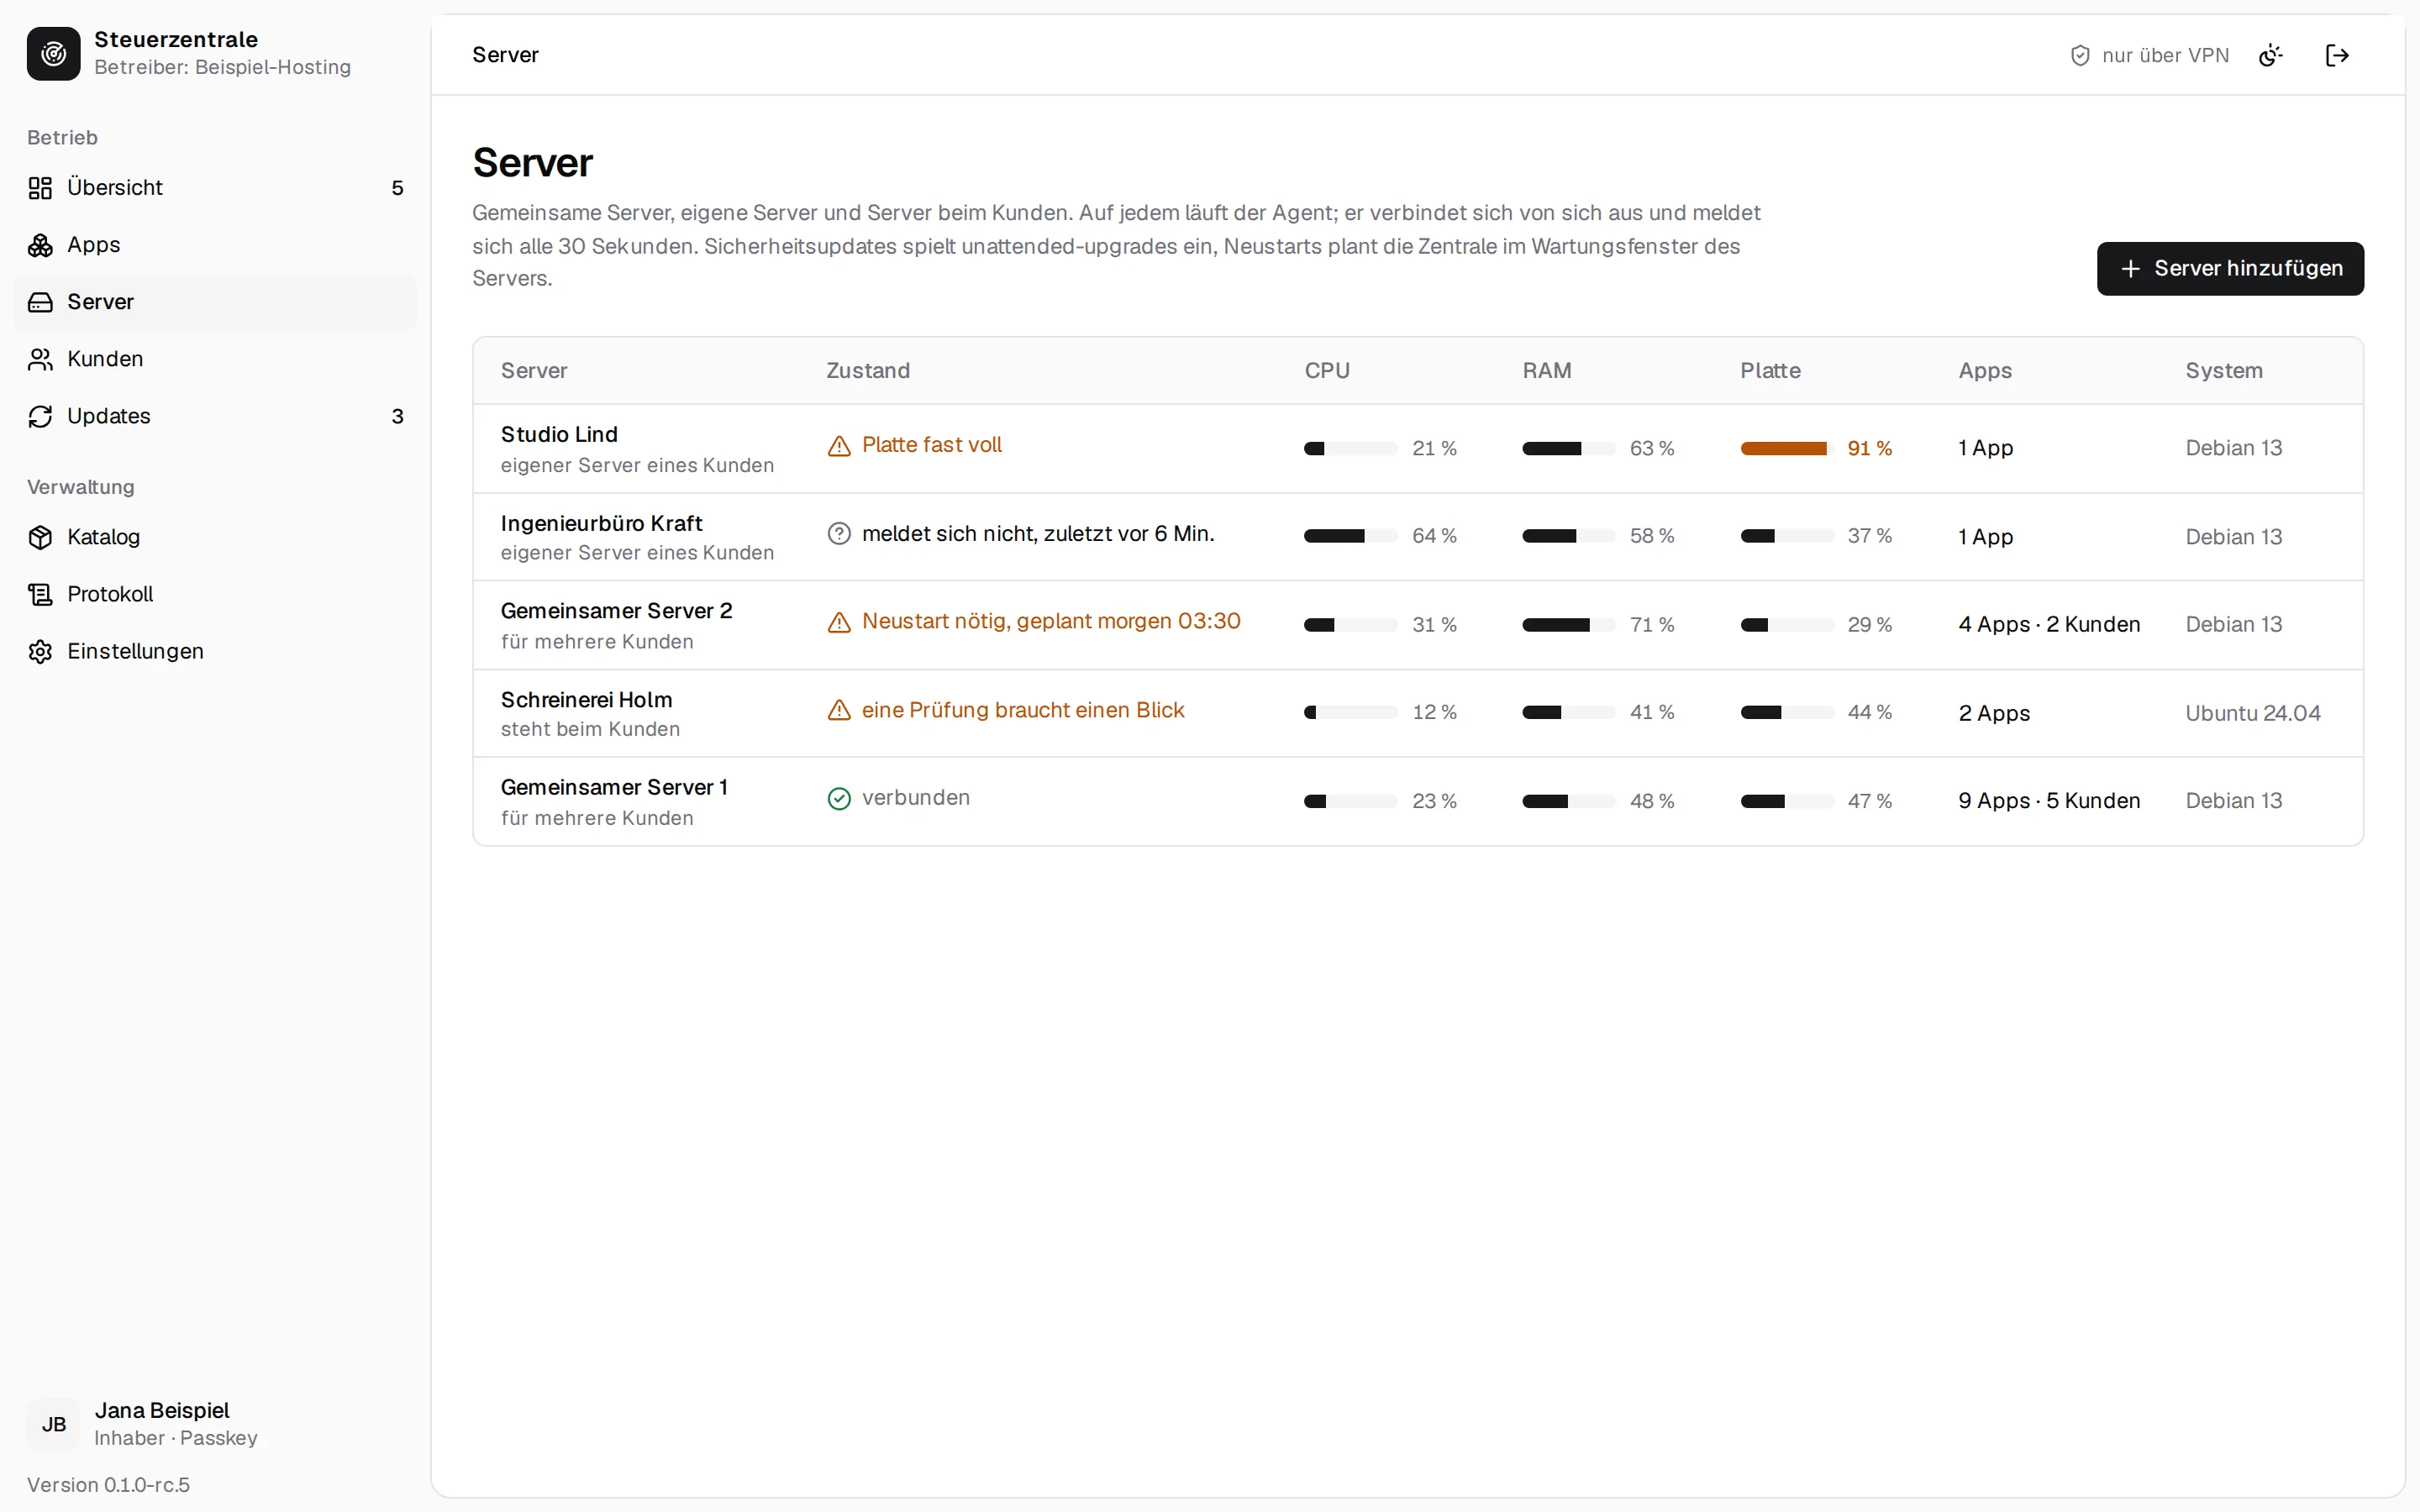 Steuerzentrale
Betreiber: Beispiel-Hosting
Betrieb
Übersicht 5
Apps
Server
Kunden
Updates 3
Verwaltung
Katalog
Protokoll
Einstellungen
JB
Jana Beispiel
Inhaber · Passkey
Version 0.1.0-rc.5
Server
nur über VPN
Server
Gemeinsame Server, eigene Server und Server beim Kunden. Auf jedem läuft der Agent; er verbindet sich von sich aus und meldet
sich alle 30 Sekunden. Sicherheitsupdates spielt unattended-upgrades ein, Neustarts plant die Zentrale im Wartungsfenster des
Servers.
Server hinzufügen
Server Zustand CPU RAM Platte Apps System
Studio Lind
eigener Server eines Kunden
Platte fast voll 21 % 63 % 91 % 1 App Debian 13
Ingenieurbüro Kraft
eigener Server eines Kunden
meldet sich nicht, zuletzt vor 6 Min. 64 % 58 % 37 % 1 App Debian 13
Gemeinsamer Server 2
für mehrere Kunden
Neustart nötig, geplant morgen 03:30 31 % 71 % 29 % 4 Apps · 2 Kunden Debian 13
Schreinerei Holm
steht beim Kunden
eine Prüfung braucht einen Blick 12 % 41 % 44 % 2 Apps Ubuntu 24.04
Gemeinsamer Server 1
für mehrere Kunden
verbunden 23 % 48 % 47 % 9 Apps · 5 Kunden Debian 13